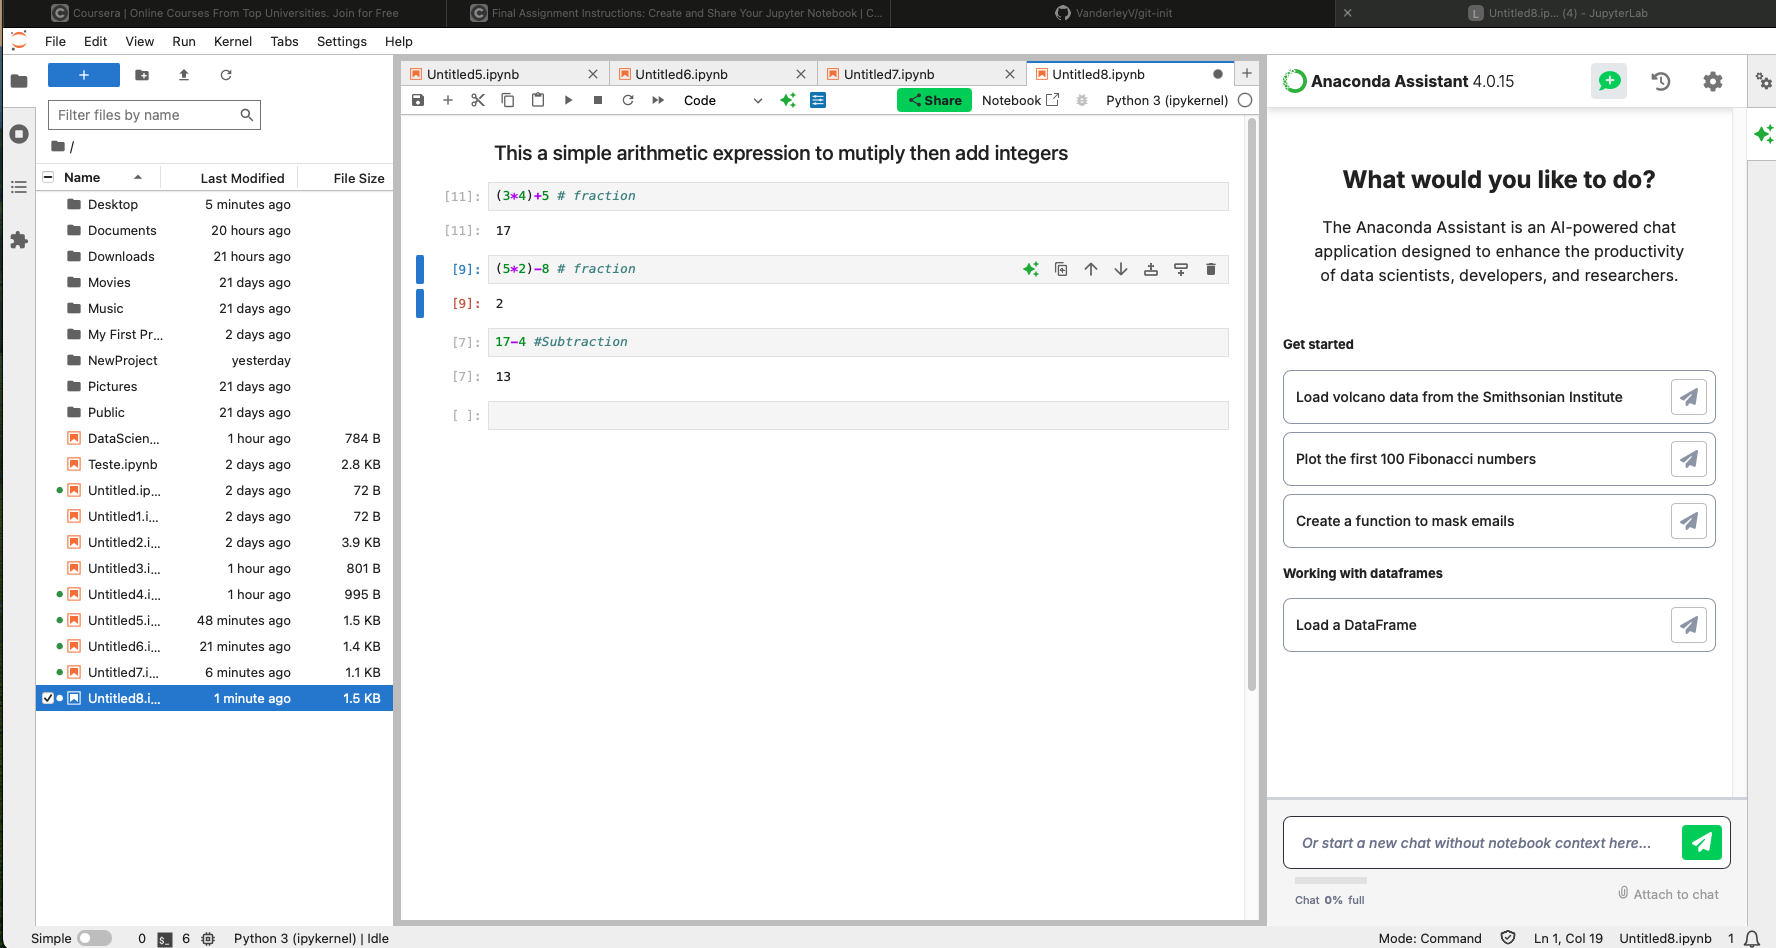 Coursera | Online Courses From Top Universities. Join for Free
Final Assignment Instructions: Create and Share Your Jupyter Notebook | C...
VanderleyV/git-init
Untitled8.ip... (4) - JupyterLab
File Edit View Run Kernel Tabs Settings Help
Filter files by name
/
Name Last Modified File Size
Desktop 5 minutes ago
Documents 20 hours ago
Downloads 21 hours ago
Movies 21 days ago
Music 21 days ago
My First Pr... 2 days ago
NewProject yesterday
Pictures 21 days ago
Public 21 days ago
DataScien... 1 hour ago 784 B
Teste.ipynb 2 days ago 2.8 KB
Untitled.ip... 2 days ago 72 B
Untitled1.i... 2 days ago 72 B
Untitled2.i... 2 days ago 3.9 KB
Untitled3.i... 1 hour ago 801 B
Untitled4.i... 1 hour ago 995 B
Untitled5.i... 48 minutes ago 1.5 KB
Untitled6.i... 21 minutes ago 1.4 KB
Untitled7.i... 6 minutes ago 1.1 KB
Untitled8.i... 1 minute ago 1.5 KB
Untitled5.ipynb Untitled6.ipynb Untitled7.ipynb Untitled8.ipynb
Code Share Notebook Python 3 (ipykernel)
This a simple arithmetic expression to mutiply then add integers
[11]: (3*4)+5 # fraction
[11]: 17
[9]: (5*2)-8 # fraction
[9]: 2
[7]: 17-4 #Subtraction
[7]: 13
[ ]:
Anaconda Assistant 4.0.15
What would you like to do?
The Anaconda Assistant is an AI-powered chat
application designed to enhance the productivity
of data scientists, developers, and researchers.
Get started
Load volcano data from the Smithsonian Institute
Plot the first 100 Fibonacci numbers
Create a function to mask emails
Working with dataframes
Load a DataFrame
Or start a new chat without notebook context here...
Chat 0% full
Attach to chat
Simple 0 $_ 6 Python 3 (ipykernel) | Idle
Mode: Command Ln 1, Col 19 Untitled8.ipynb 1